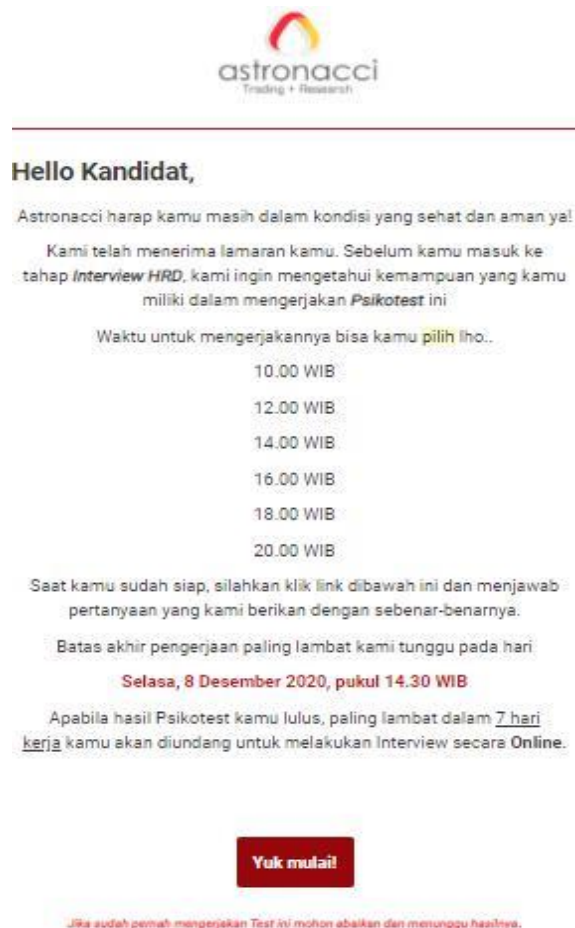 astronacci
Trading + Research
Hello Kandidat,
Astronacci harap kamu masih dalam kondisi yang sehat dan aman ya!
Kami telah menerima lamaran kamu. Sebelum kamu masuk ke
tahap Interview HRD, kami ingin mengetahui kemampuan yang kamu
miliki dalam mengerjakan Psikotest ini
Waktu untuk mengerjakannya bisa kamu pilih lho..
10.00 WIB
12.00 WIB
14.00 WIB
16.00 WIB
18.00 WIB
20.00 WIB
Saat kamu sudah siap, silahkan klik link dibawah ini dan menjawab
pertanyaan yang kami berikan dengan sebenar-benarnya.
Batas akhir pengerjaan paling lambat kami tunggu pada hari
Selasa, 8 Desember 2020, pukul 14.30 WIB
Apabila hasil Psikotest kamu lulus, paling lambat dalam 7 hari
kerja kamu akan diundang untuk melakukan Interview secara Online.
Yuk mulai!
Jika sudah pernah mengerjakan Test ini mohon abaikan dan menunggu hasilnya.